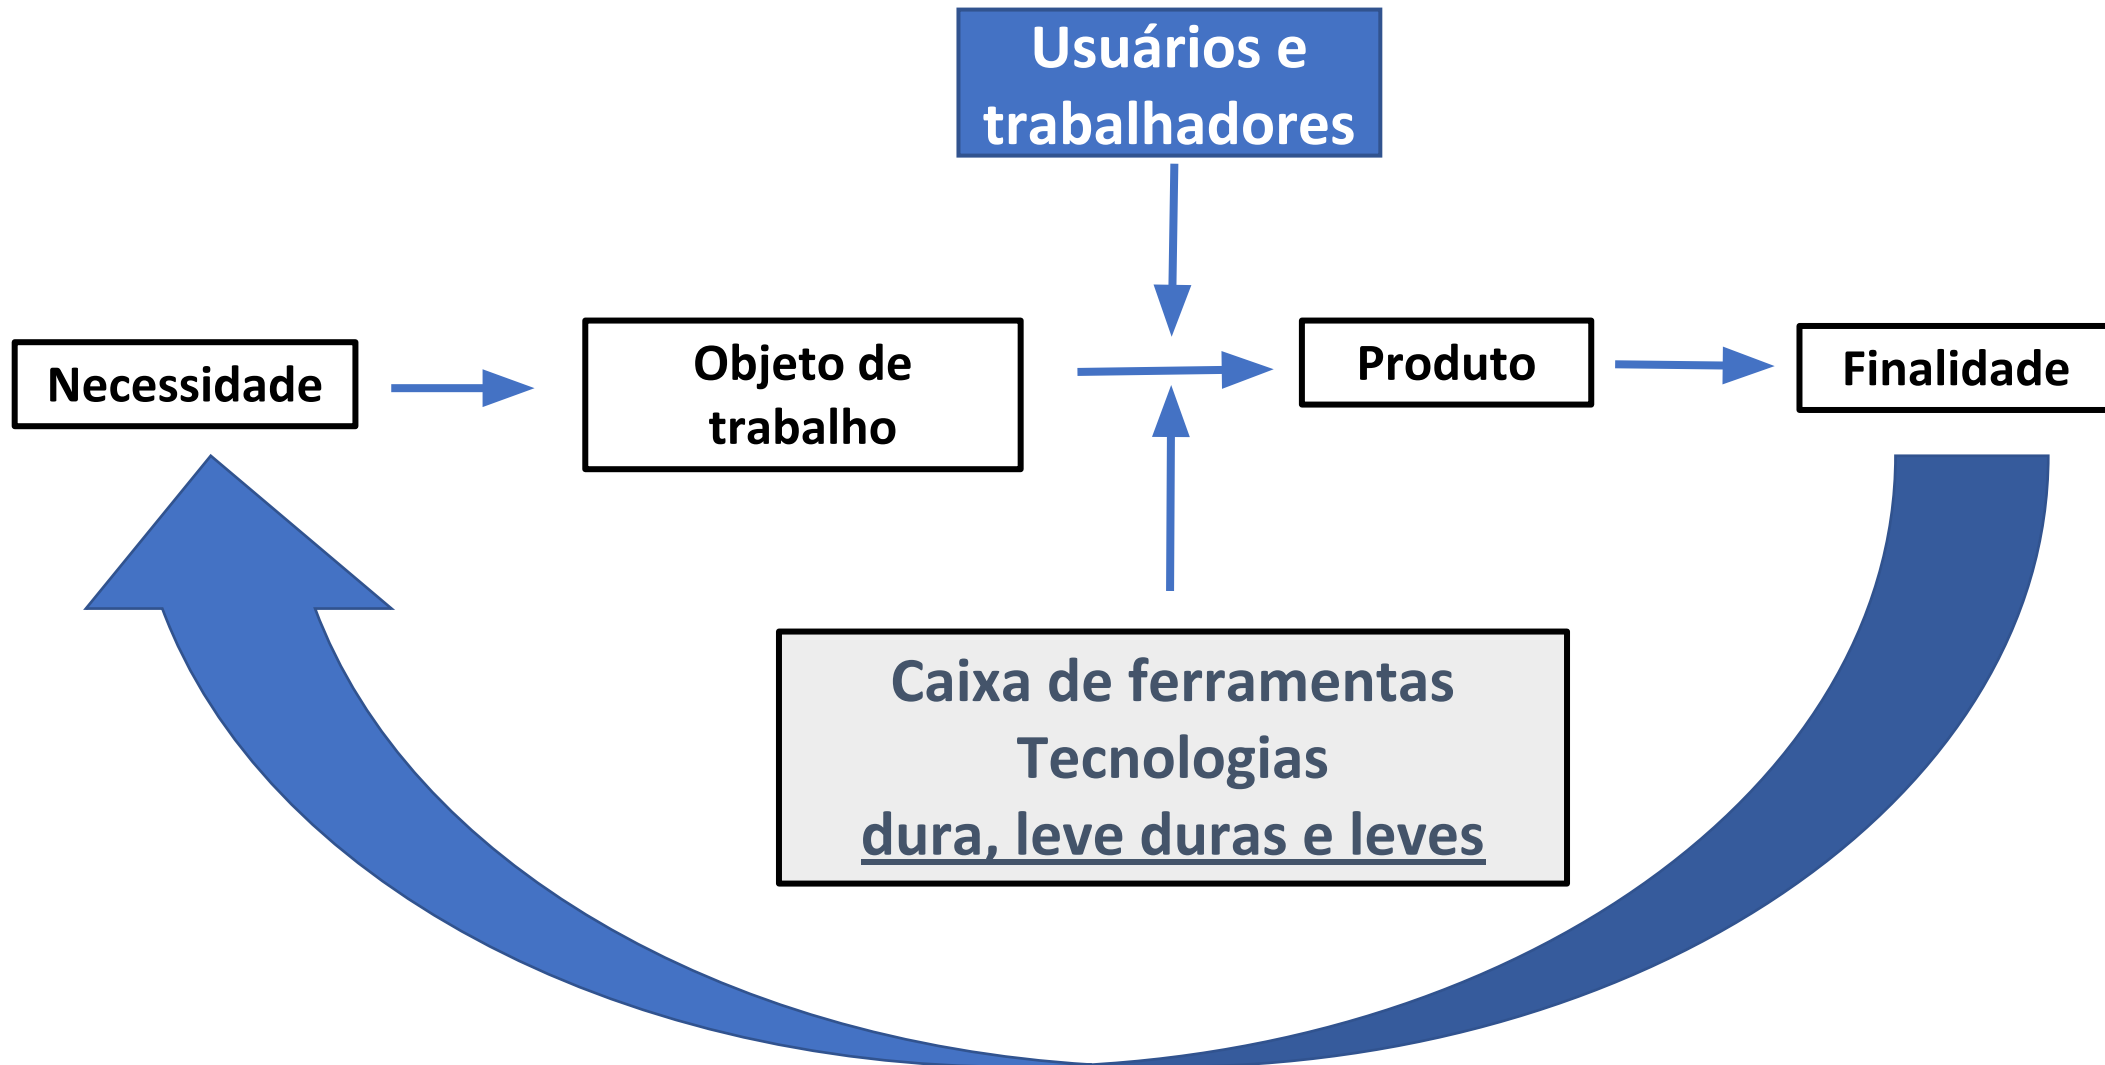 Usuários e
trabalhadores
Necessidade
Objeto de
trabalho
Produto
Finalidade
Caixa de ferramentas
Tecnologias
dura, leve duras e leves